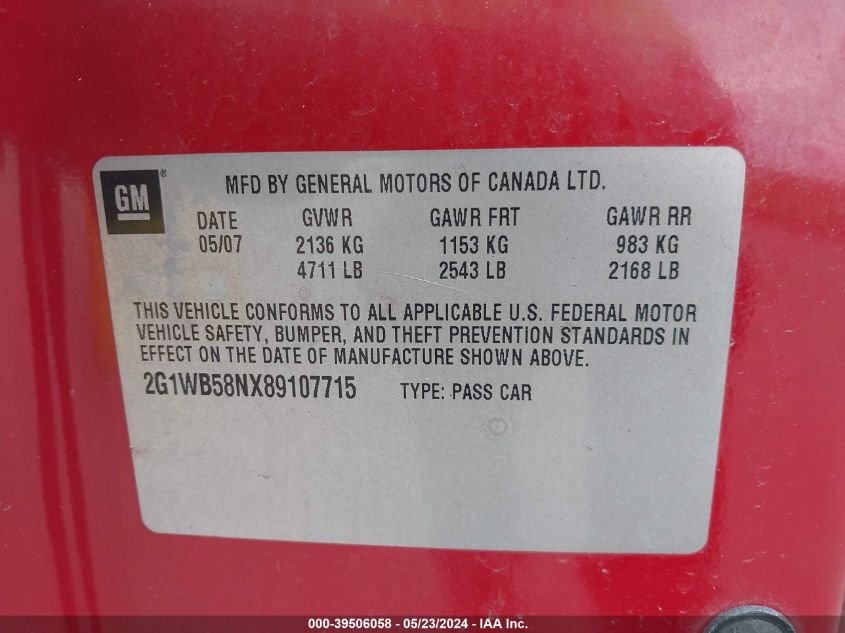 GM ®
MFD BY GENERAL MOTORS OF CANADA LTD.
DATE GVWR GAWR FRT GAWR RR
05/07 2136 KG 1153 KG 983 KG
4711 LB 2543 LB 2168 LB
THIS VEHICLE CONFORMS TO ALL APPLICABLE U.S. FEDERAL MOTOR
VEHICLE SAFETY, BUMPER, AND THEFT PREVENTION STANDARDS IN
EFFECT ON THE DATE OF MANUFACTURE SHOWN ABOVE.
2G1WB58NX89107715 TYPE: PASS CAR
000-39506058 - 05/23/2024 - IAA Inc.